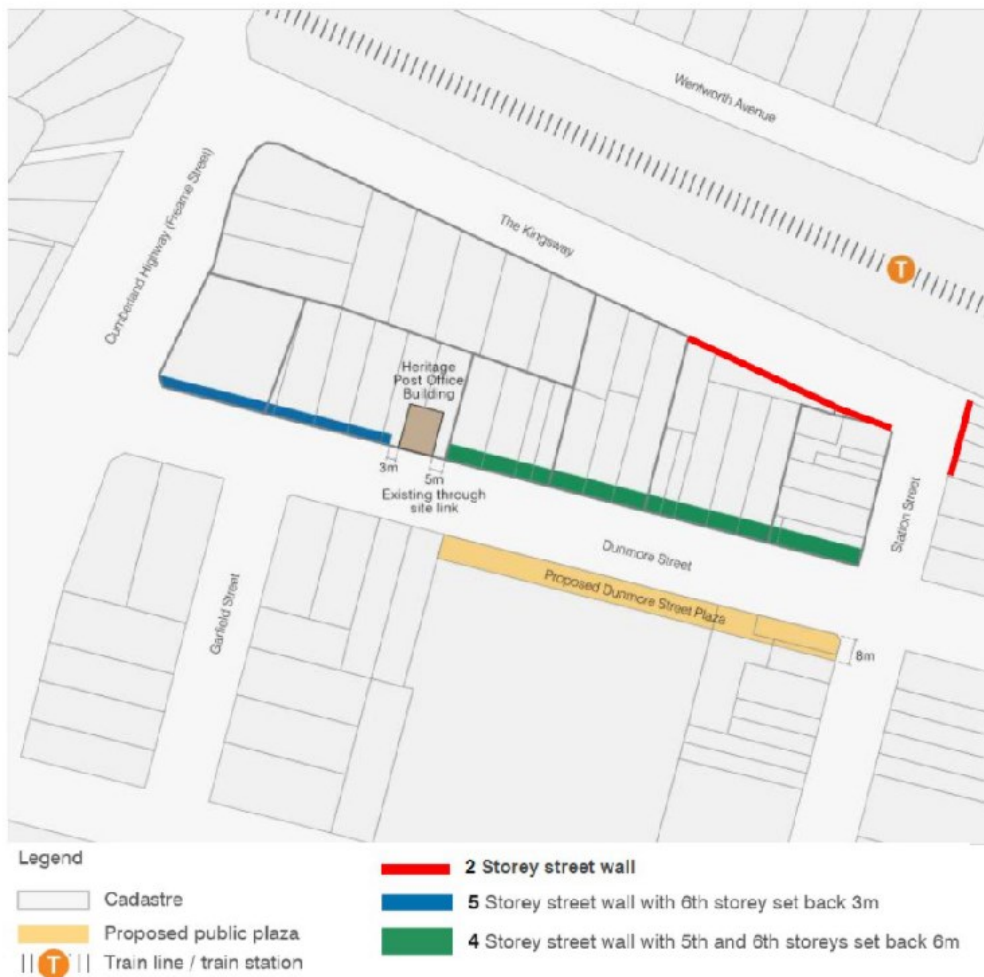 Wentworth Avenue
Cumberland Highway (Freame Street)
The Kingsway
T
Heritage
Post Office
Building
3m
5m
Existing through
site link
Station Street
Dunmore Street
Proposed Dunmore Street Plaza
8m
Garfield Street
Legend
Cadastre
Proposed public plaza
T Train line / train station
2 Storey street wall
5 Storey street wall with 6th storey set back 3m
4 Storey street wall with 5th and 6th storeys set back 6m